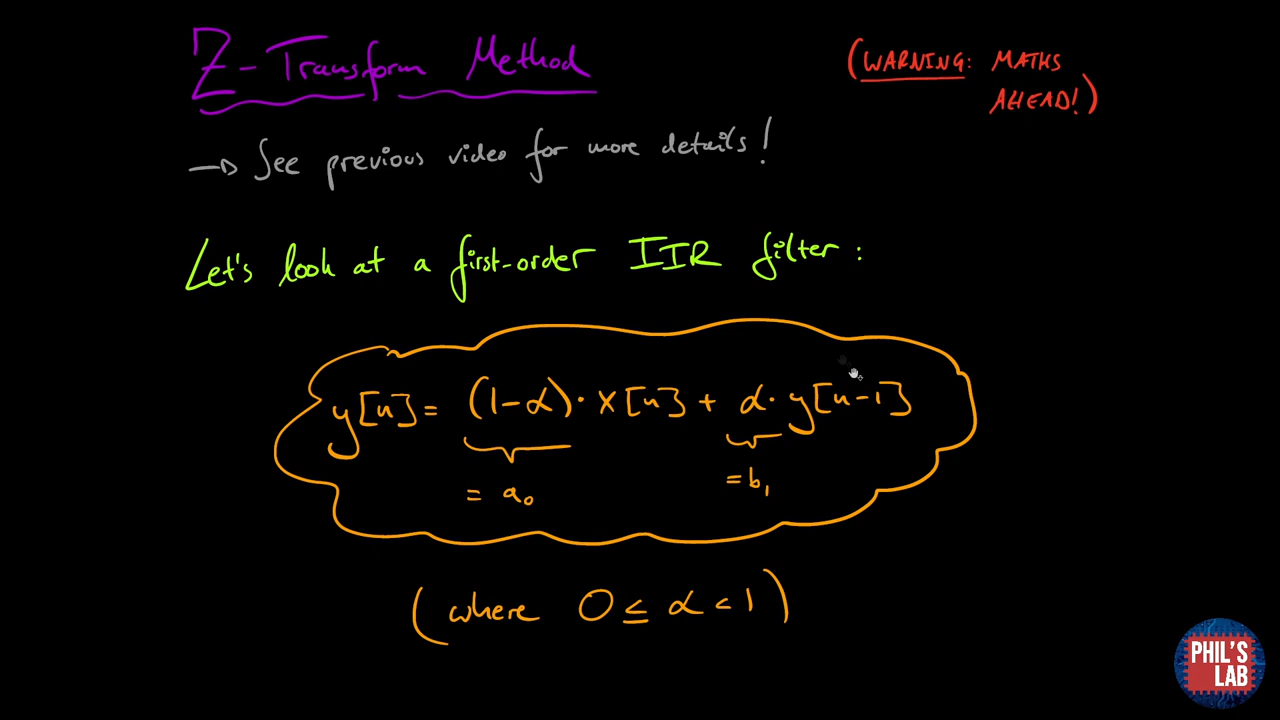 Z-Transform Method
(WARNING: MATHS
AHEAD!)
→ See previous video for more details!
Let's look at a first-order IIR filter:
y[n] = (1-α)· x[n] + α· y[n-1]
= a₀
= b₁
(where 0 ≤ α < 1)
PHIL'S
LAB